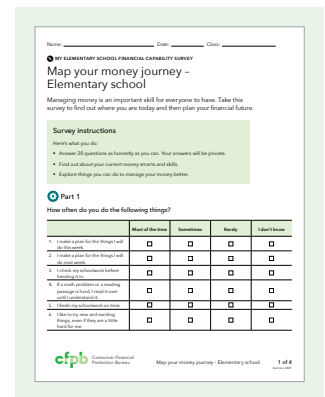 Name: Date: Class:
MY ELEMENTARY SCHOOL FINANCIAL CAPABILITY SURVEY
Map your money journey –
Elementary school
Managing money is an important skill for everyone to have. Take this
survey to find out where you are today and then plan your financial future.
Survey instructions
Here's what you do:
• Answer 20 questions as honestly as you can. Your answers will be private.
• Find out about your current money smarts and skills.
• Explore things you can do to manage your money better.
Part 1
How often do you do the following things?
Most of the time Sometimes Rarely I don't know
1. I make a plan for the things I will
do this week.
2. I make a plan for the things I will
do next week.
3. I check my schoolwork before
handing it in.
4. If a math problem or a reading
passage is hard, I read it over
until I understand it.
5. I finish my schoolwork on time.
6. I like to try new and exciting
things, even if they are a little
hard for me.
cfpb Consumer Financial
Protection Bureau
Map your money journey - Elementary school 1 of 4